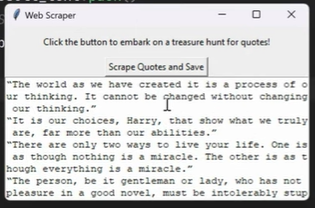 Web Scraper
Click the button to embark on a treasure hunt for quotes!
Scrape Quotes and Save
“The world as we have created it is a process of o
ur thinking. It cannot be changed without changing
our thinking.”
“It is our choices, Harry, that show what we truly
are, far more than our abilities.”
“There are only two ways to live your life. One is
as though nothing is a miracle. The other is as t
hough everything is a miracle.”
“The person, be it gentleman or lady, who has not
pleasure in a good novel, must be intolerably stup